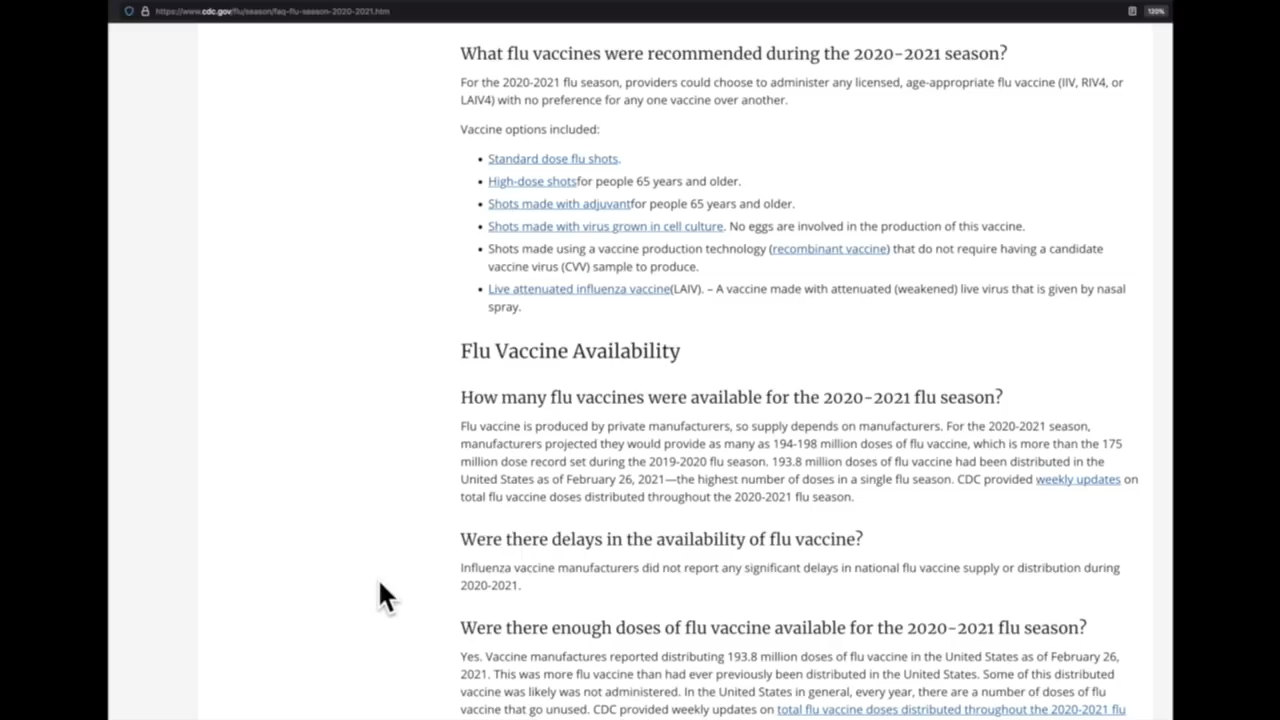 https://www.cdc.gov/flu/season/faq-flu-season-2020-2021.htm
120%
What flu vaccines were recommended during the 2020-2021 season?
For the 2020-2021 flu season, providers could choose to administer any licensed, age-appropriate flu vaccine (IIV, RIV4, or
LAIV4) with no preference for any one vaccine over another.
Vaccine options included:
• Standard dose flu shots.
• High-dose shotsfor people 65 years and older.
• Shots made with adjuvantfor people 65 years and older.
• Shots made with virus grown in cell culture. No eggs are involved in the production of this vaccine.
• Shots made using a vaccine production technology (recombinant vaccine) that do not require having a candidate
vaccine virus (CVV) sample to produce.
• Live attenuated influenza vaccine(LAIV). – A vaccine made with attenuated (weakened) live virus that is given by nasal
spray.
Flu Vaccine Availability
How many flu vaccines were available for the 2020-2021 flu season?
Flu vaccine is produced by private manufacturers, so supply depends on manufacturers. For the 2020-2021 season,
manufacturers projected they would provide as many as 194-198 million doses of flu vaccine, which is more than the 175
million dose record set during the 2019-2020 flu season. 193.8 million doses of flu vaccine had been distributed in the
United States as of February 26, 2021—the highest number of doses in a single flu season. CDC provided weekly updates on
total flu vaccine doses distributed throughout the 2020-2021 flu season.
Were there delays in the availability of flu vaccine?
Influenza vaccine manufacturers did not report any significant delays in national flu vaccine supply or distribution during
2020-2021.
Were there enough doses of flu vaccine available for the 2020-2021 flu season?
Yes. Vaccine manufactures reported distributing 193.8 million doses of flu vaccine in the United States as of February 26,
2021. This was more flu vaccine than had ever previously been distributed in the United States. Some of this distributed
vaccine was likely was not administered. In the United States in general, every year, there are a number of doses of flu
vaccine that go unused. CDC provided weekly updates on total flu vaccine doses distributed throughout the 2020-2021 flu